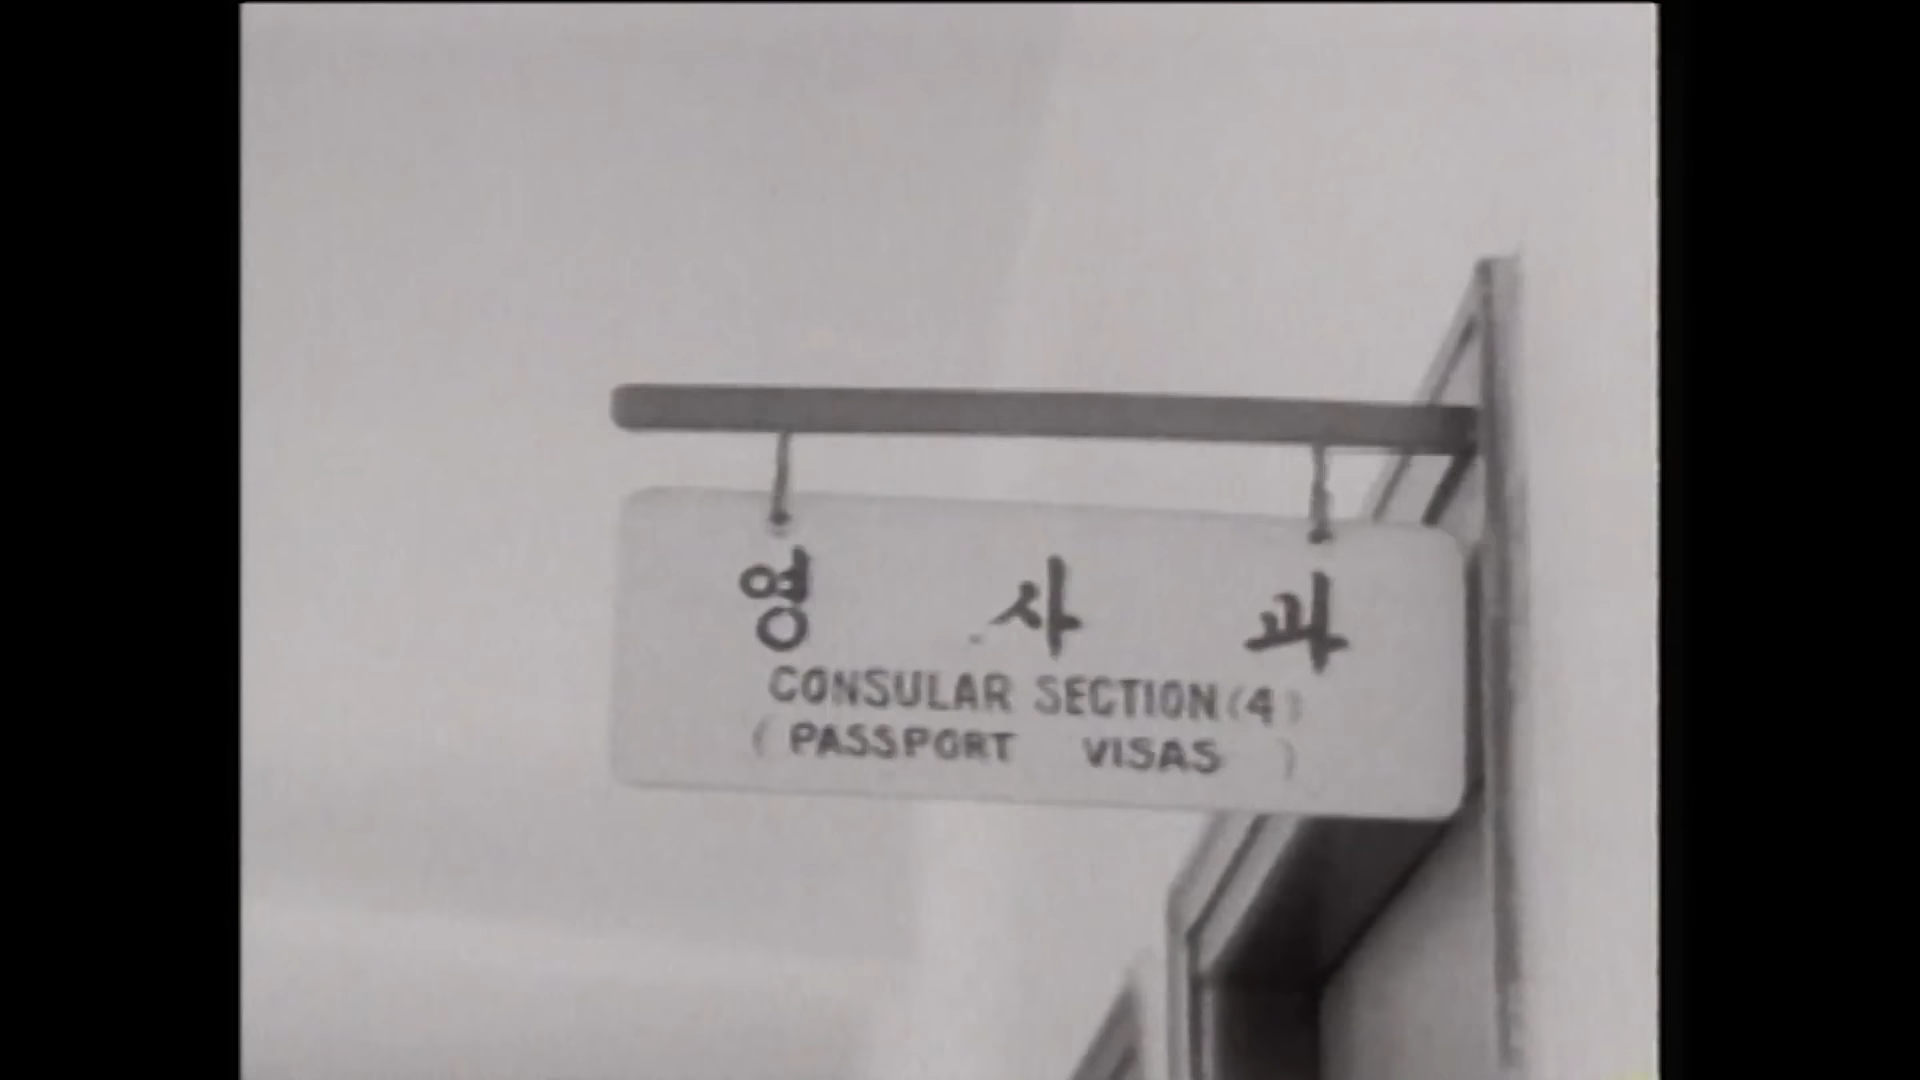 영 사 과
CONSULAR SECTION (4)
( PASSPORT VISAS )